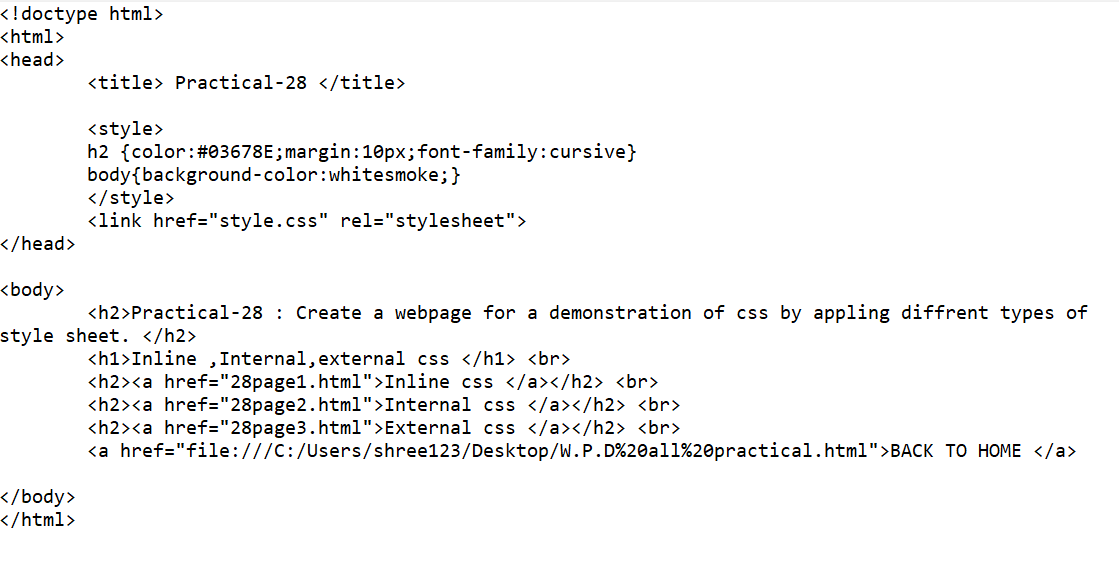 <!doctype html>
<html>
<head>
<title> Practical-28 </title>
<style>
h2 {color:#03678E;margin:10px;font-family:cursive}
body{background-color:whitesmoke;}
</style>
<link href="style.css" rel="stylesheet">
</head>
<body>
<h2>Practical-28 : Create a webpage for a demonstration of css by appling diffrent types of
style sheet. </h2>
<h1>Inline ,Internal,external css </h1> <br>
<h2><a href="28page1.html">Inline css </a></h2> <br>
<h2><a href="28page2.html">Internal css </a></h2> <br>
<h2><a href="28page3.html">External css </a></h2> <br>
<a href="file:///C:/Users/shree123/Desktop/W.P.D%20all%20practical.html">BACK TO HOME </a>
</body>
</html>